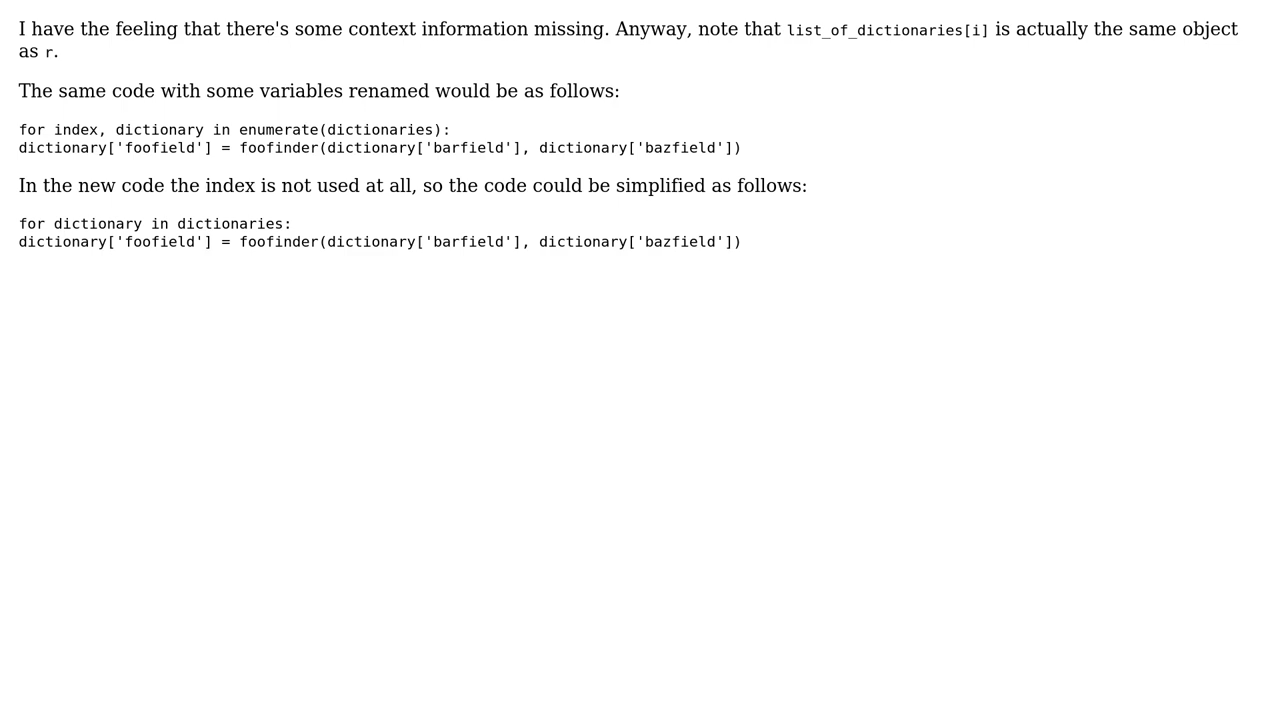 I have the feeling that there's some context information missing. Anyway, note that list_of_dictionaries[i] is actually the same object
as r.
The same code with some variables renamed would be as follows:
for index, dictionary in enumerate(dictionaries):
dictionary['foofield'] = foofinder(dictionary['barfield'], dictionary['bazfield'])
In the new code the index is not used at all, so the code could be simplified as follows:
for dictionary in dictionaries:
dictionary['foofield'] = foofinder(dictionary['barfield'], dictionary['bazfield'])